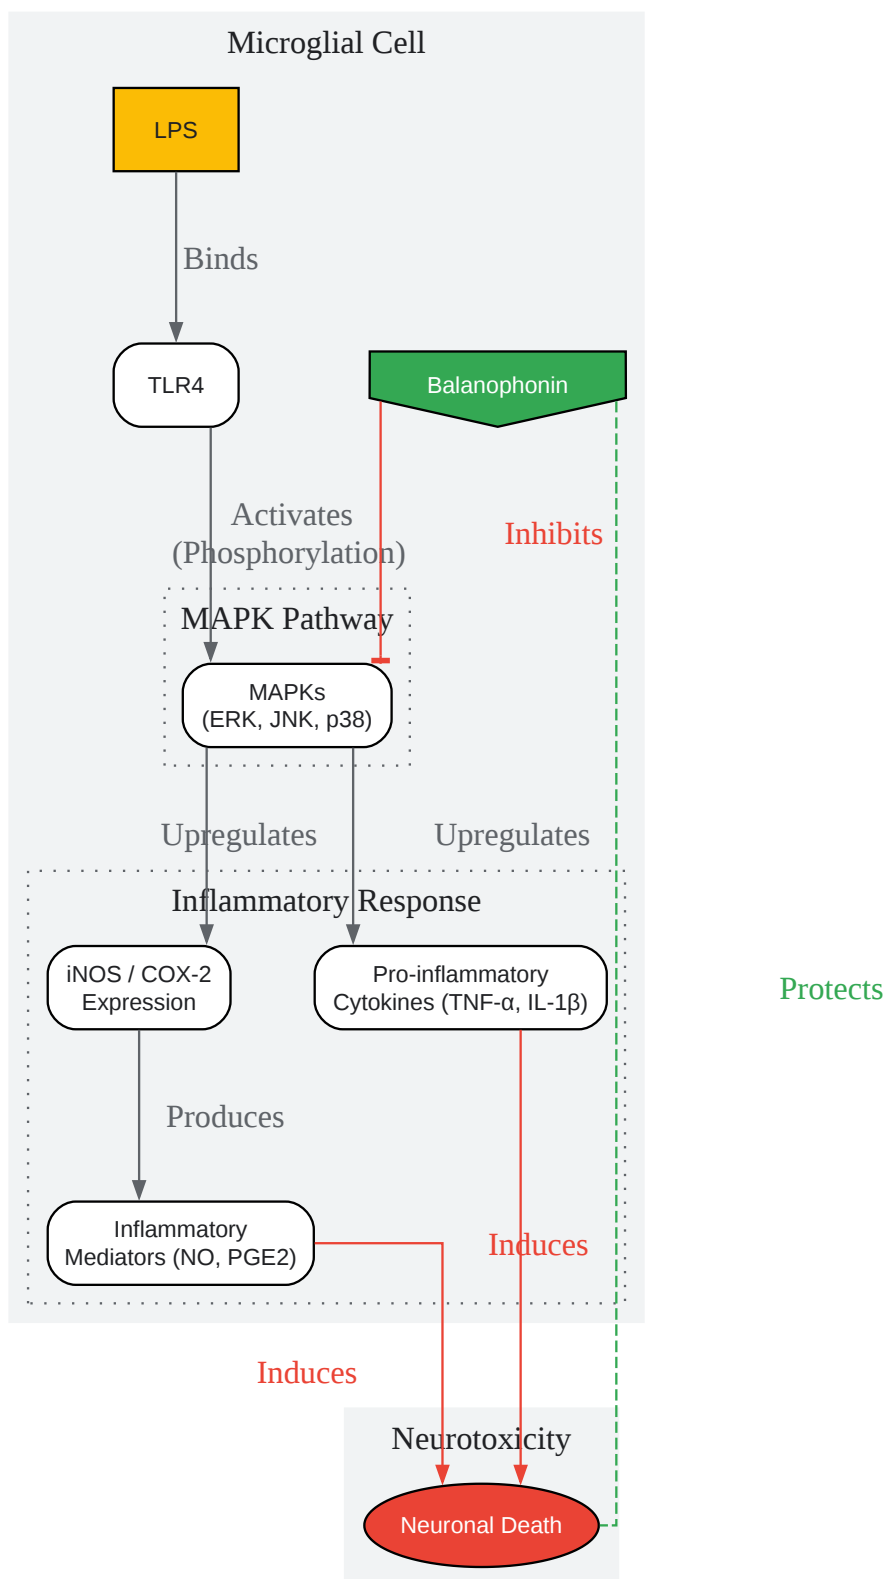 Microglial Cell
LPS
Binds
TLR4
Balanophonin
Activates
(Phosphorylation)
Inhibits
MAPK Pathway
MAPKs
(ERK, JNK, p38)
Upregulates
Upregulates
Inflammatory Response
iNOS / COX-2
Expression
Pro-inflammatory
Cytokines (TNF-α, IL-1β)
Protects
Produces
Inflammatory
Mediators (NO, PGE2)
Induces
Induces
Neurotoxicity
Neuronal Death